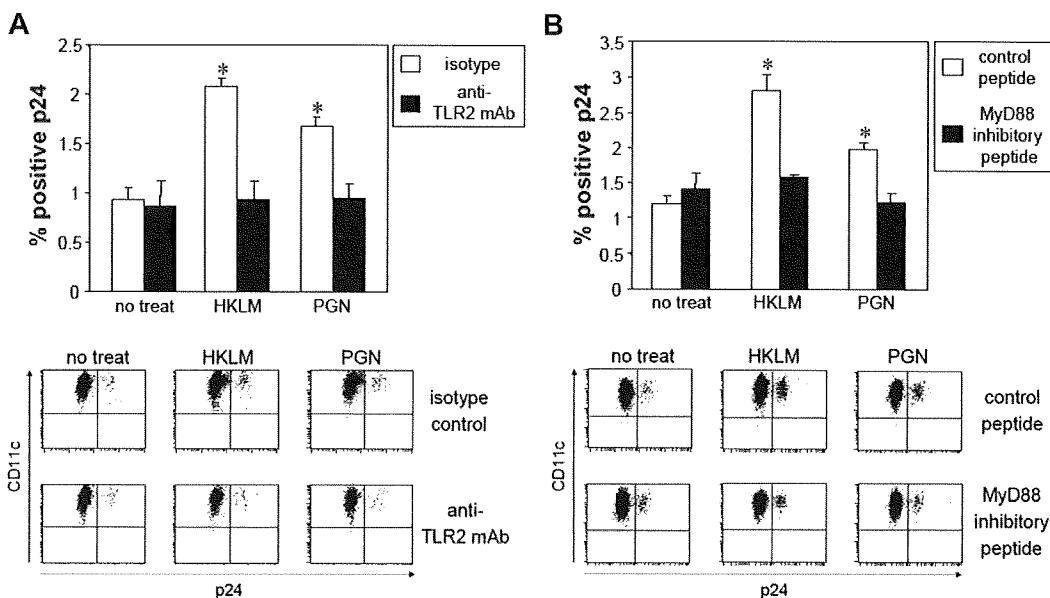 A
% positive p24
2.5
2
1.5
1
0.5
0
no treat
HKLM
PGN
*
*
isotype
anti-
TLR2 mAb
no treat
HKLM
PGN
isotype
control
anti-
TLR2 mAb
CD11c
p24
B
% positive p24
3.5
3
2.5
2
1.5
1
0.5
0
no treat
HKLM
PGN
*
*
control
peptide
MyD88
inhibitory
peptide
no treat
HKLM
PGN
control
peptide
MyD88
inhibitory
peptide
CD11c
p24